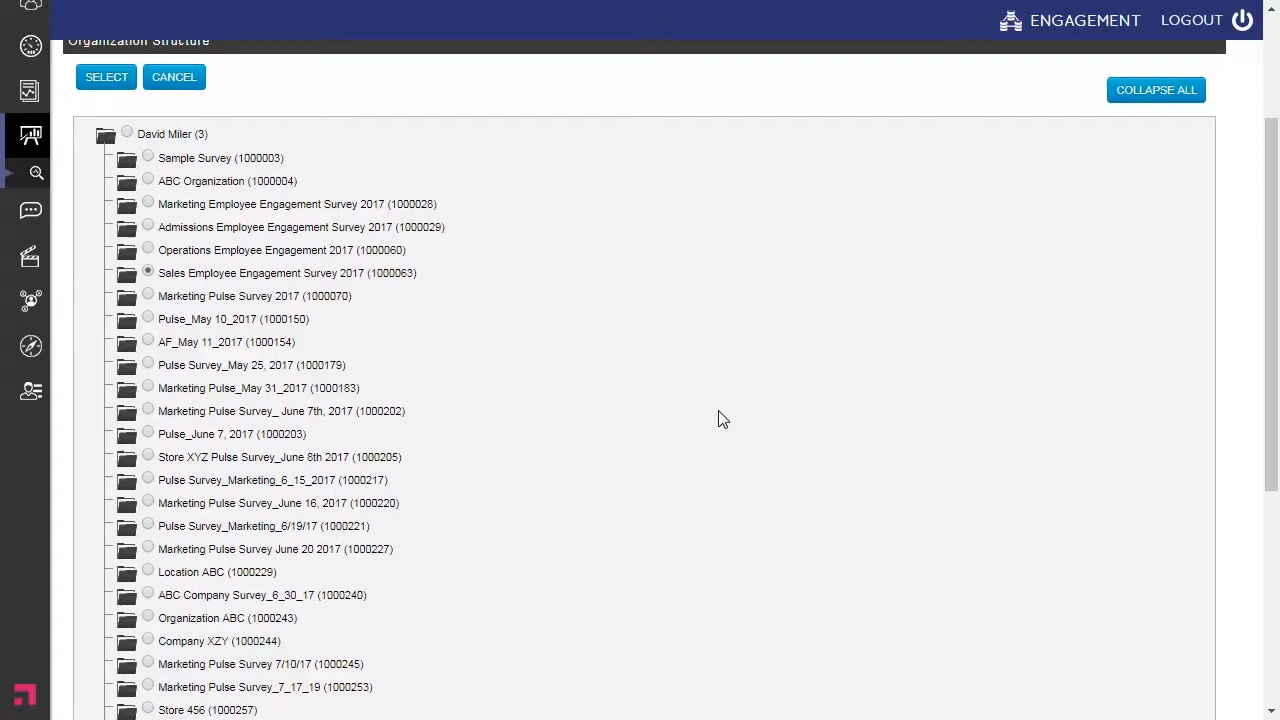 ENGAGEMENT LOGOUT
Organization Structure
SELECT CANCEL
COLLAPSE ALL
David Miler (3)
Sample Survey (1000003)
ABC Organization (1000004)
Marketing Employee Engagement Survey 2017 (1000028)
Admissions Employee Engagement Survey 2017 (1000029)
Operations Employee Engagement 2017 (1000060)
Sales Employee Engagement Survey 2017 (1000063)
Marketing Pulse Survey 2017 (1000070)
Pulse_May 10_2017 (1000150)
AF_May 11_2017 (1000154)
Pulse Survey_May 25, 2017 (1000179)
Marketing Pulse_May 31_2017 (1000183)
Marketing Pulse Survey_ June 7th, 2017 (1000202)
Pulse_June 7, 2017 (1000203)
Store XYZ Pulse Survey_June 8th 2017 (1000205)
Pulse Survey_Marketing_6_15_2017 (1000217)
Marketing Pulse Survey_June 16, 2017 (1000220)
Pulse Survey_Marketing_6/19/17 (1000221)
Marketing Pulse Survey June 20 2017 (1000227)
Location ABC (1000229)
ABC Company Survey_6_30_17 (1000240)
Organization ABC (1000243)
Company XZY (1000244)
Marketing Pulse Survey 7/10/17 (1000245)
Marketing Pulse Survey_7_17_19 (1000253)
Store 456 (1000257)